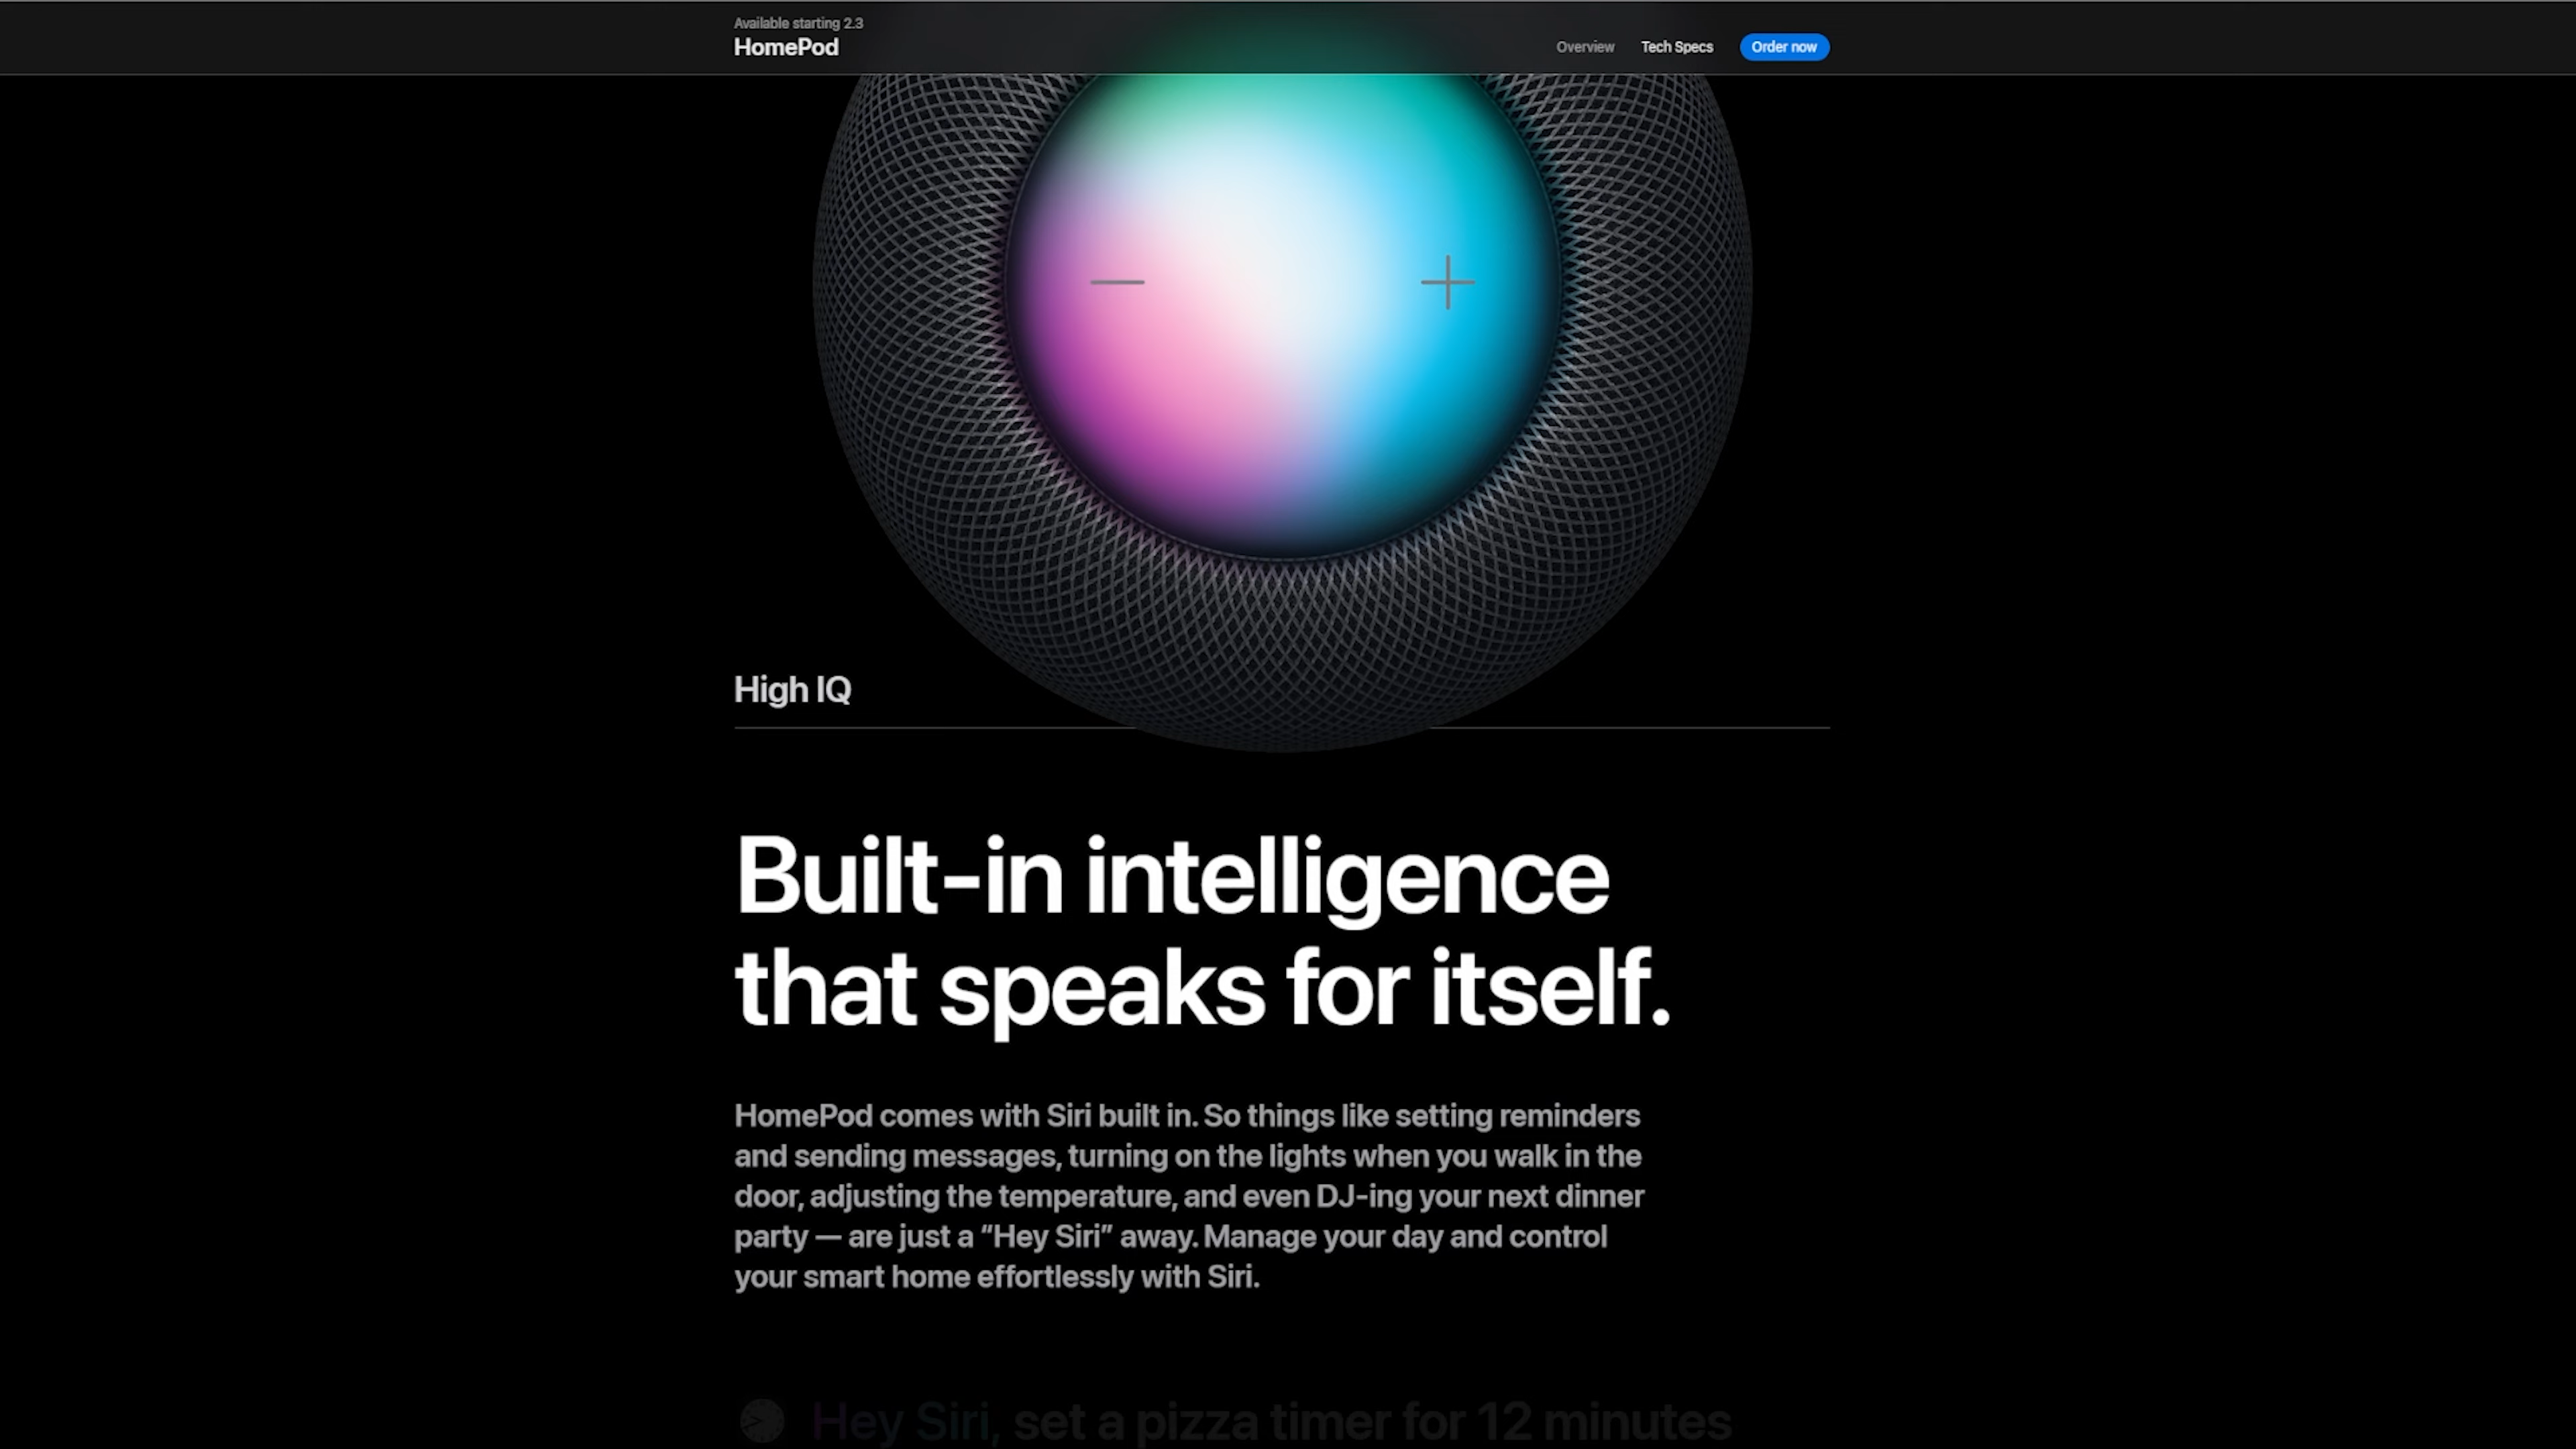 Available starting 2.3
HomePod
Overview Tech Specs Order now
High IQ
Built-in intelligence
that speaks for itself.
HomePod comes with Siri built in. So things like setting reminders
and sending messages, turning on the lights when you walk in the
door, adjusting the temperature, and even DJ-ing your next dinner
party — are just a “Hey Siri” away. Manage your day and control
your smart home effortlessly with Siri.
Hey Siri, set a pizza timer for 12 minutes